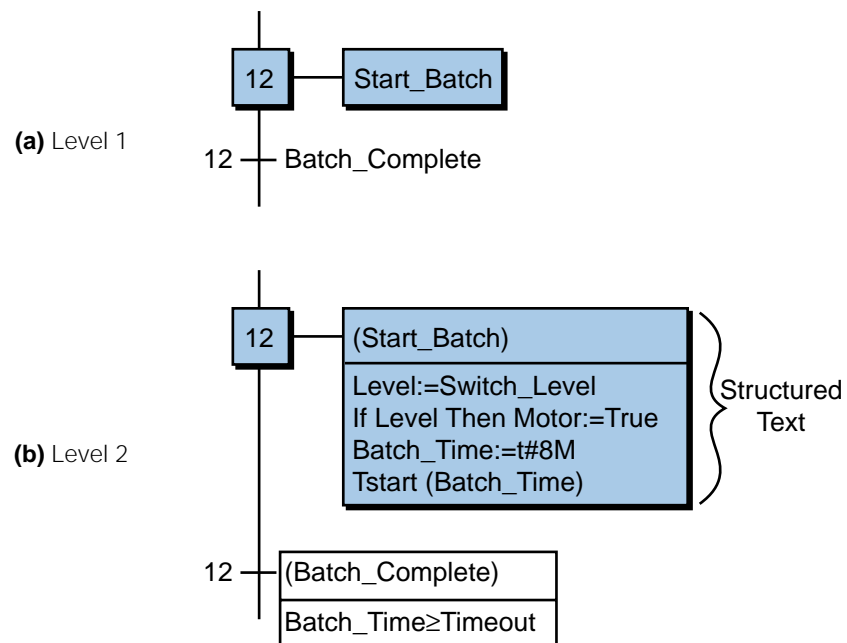 12
Start_Batch
(a) Level 1
12
Batch_Complete
12
(Start_Batch)
Level:=Switch_Level
If Level Then Motor:=True
Batch_Time:=t#8M
Tstart (Batch_Time)
Structured
Text
(b) Level 2
12
(Batch_Complete)
Batch_Time≥Timeout